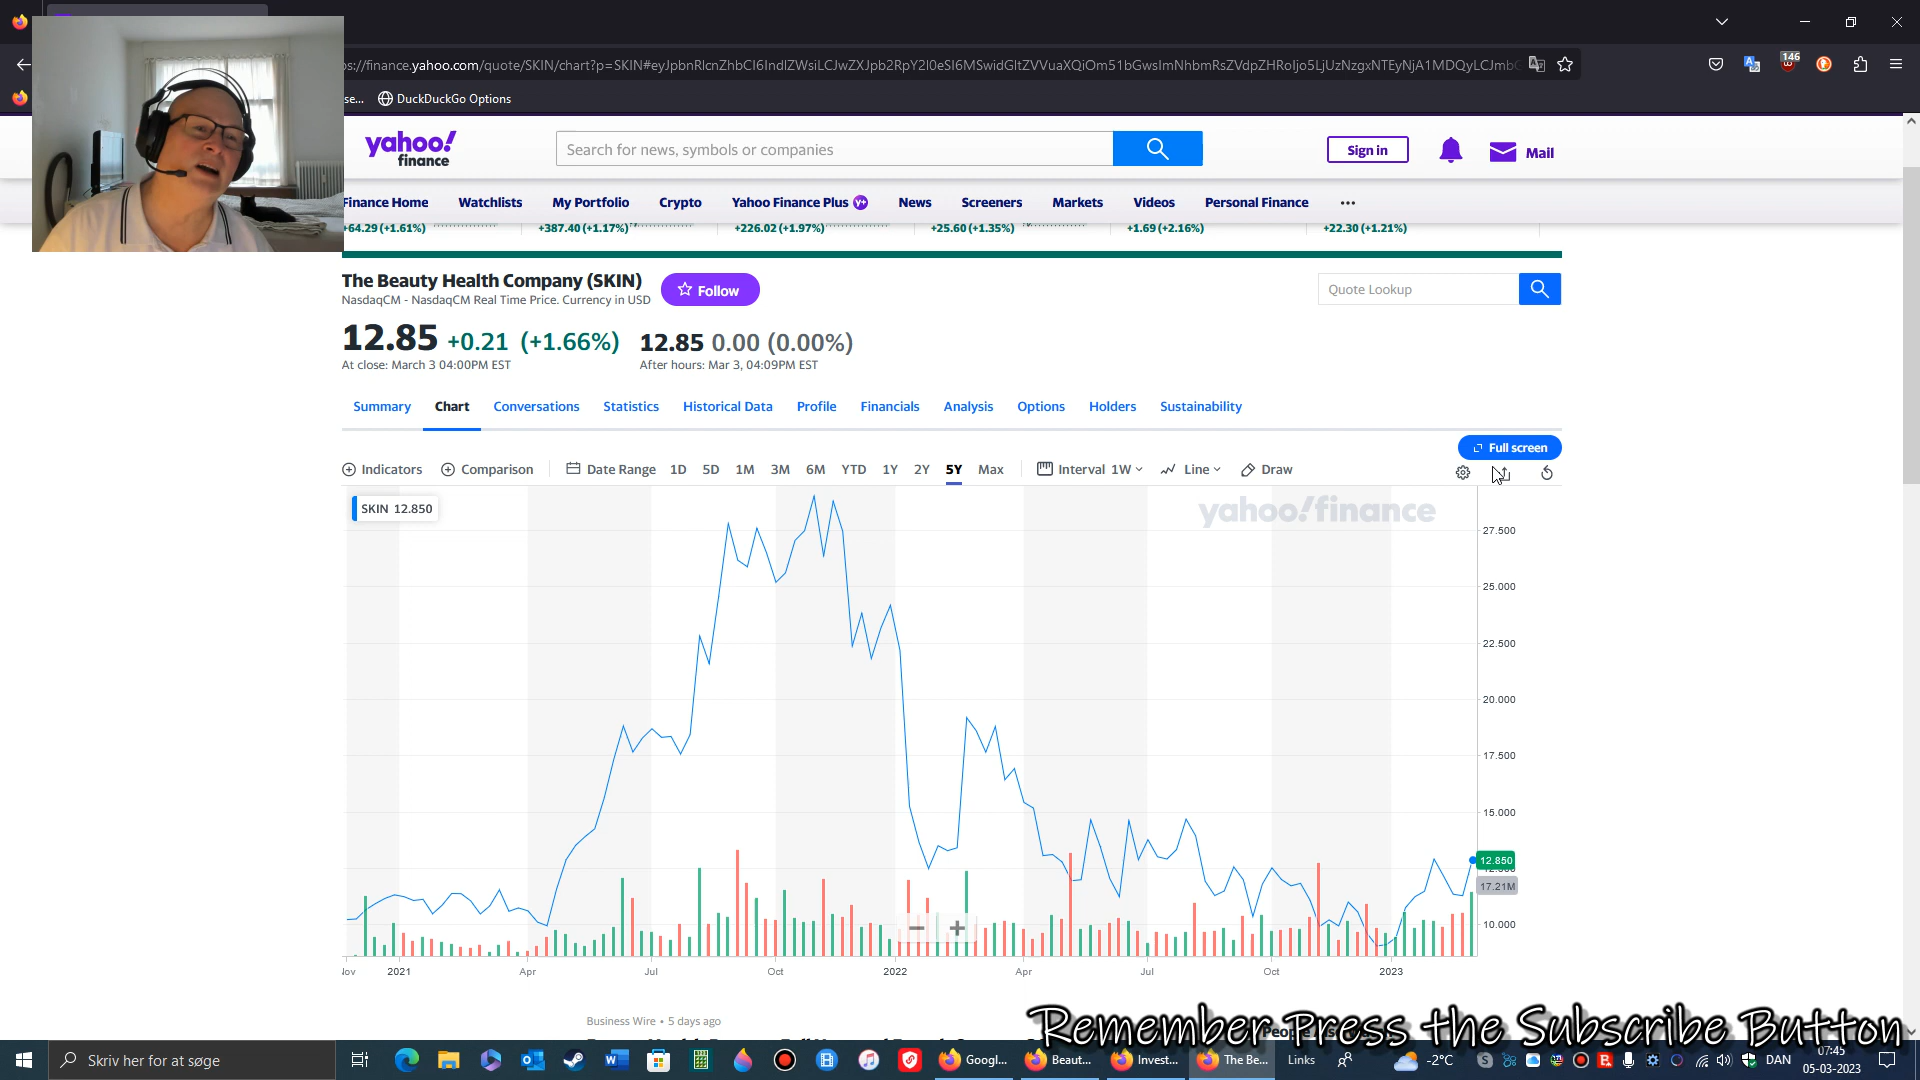 ps://finance.yahoo.com/quote/SKIN/chart?p=SKIN#eyJpbnRlcnZhbCI6IndlZWsiLCJwZXJpb2RpY2l0eSI6MSwidGltZVVuaXQiOm51bGwsImNhbmRsZVdpZHRoIjo5LjUzNzgxNTEyNjA1MDQyLCJmbG
146
se... DuckDuckGo Options
yahoo!
finance
Search for news, symbols or companies
Sign in
Mail
Finance Home Watchlists My Portfolio Crypto Yahoo Finance Plus News Screeners Markets Videos Personal Finance ...
+64.29 (+1.61%) +387.40 (+1.17%) +226.02 (+1.97%) +25.60 (+1.35%) +1.69 (+2.16%) +22.30 (+1.21%)
The Beauty Health Company (SKIN)
NasdaqCM - NasdaqCM Real Time Price. Currency in USD
Follow
Quote Lookup
12.85 +0.21 (+1.66%) 12.85 0.00 (0.00%)
At close: March 3 04:00PM EST After hours: Mar 3, 04:09PM EST
Summary Chart Conversations Statistics Historical Data Profile Financials Analysis Options Holders Sustainability
Full screen
Indicators Comparison Date Range 1D 5D 1M 3M 6M YTD 1Y 2Y 5Y Max Interval 1W Line Draw
SKIN 12.850
yahoo!finance
27.500
25.000
22.500
20.000
17.500
15.000
12.850
17.21M
10.000
Nov 2021 Apr Jul Oct 2022 Apr Jul Oct 2023
Business Wire • 5 days ago
Remember Press the Subscribe Button
Skriv her for at søge
Googl... Beaut... Invest... The Be... Links -2°C DAN
07:45
05-03-2023